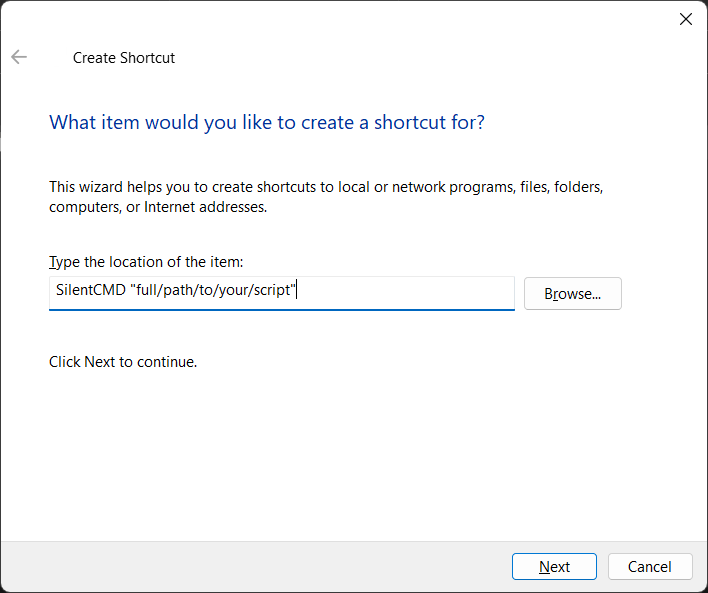 Create Shortcut
What item would you like to create a shortcut for?
This wizard helps you to create shortcuts to local or network programs, files, folders,
computers, or Internet addresses.
Type the location of the item:
SilentCMD "full/path/to/your/script"
Browse...
Click Next to continue.
Next
Cancel